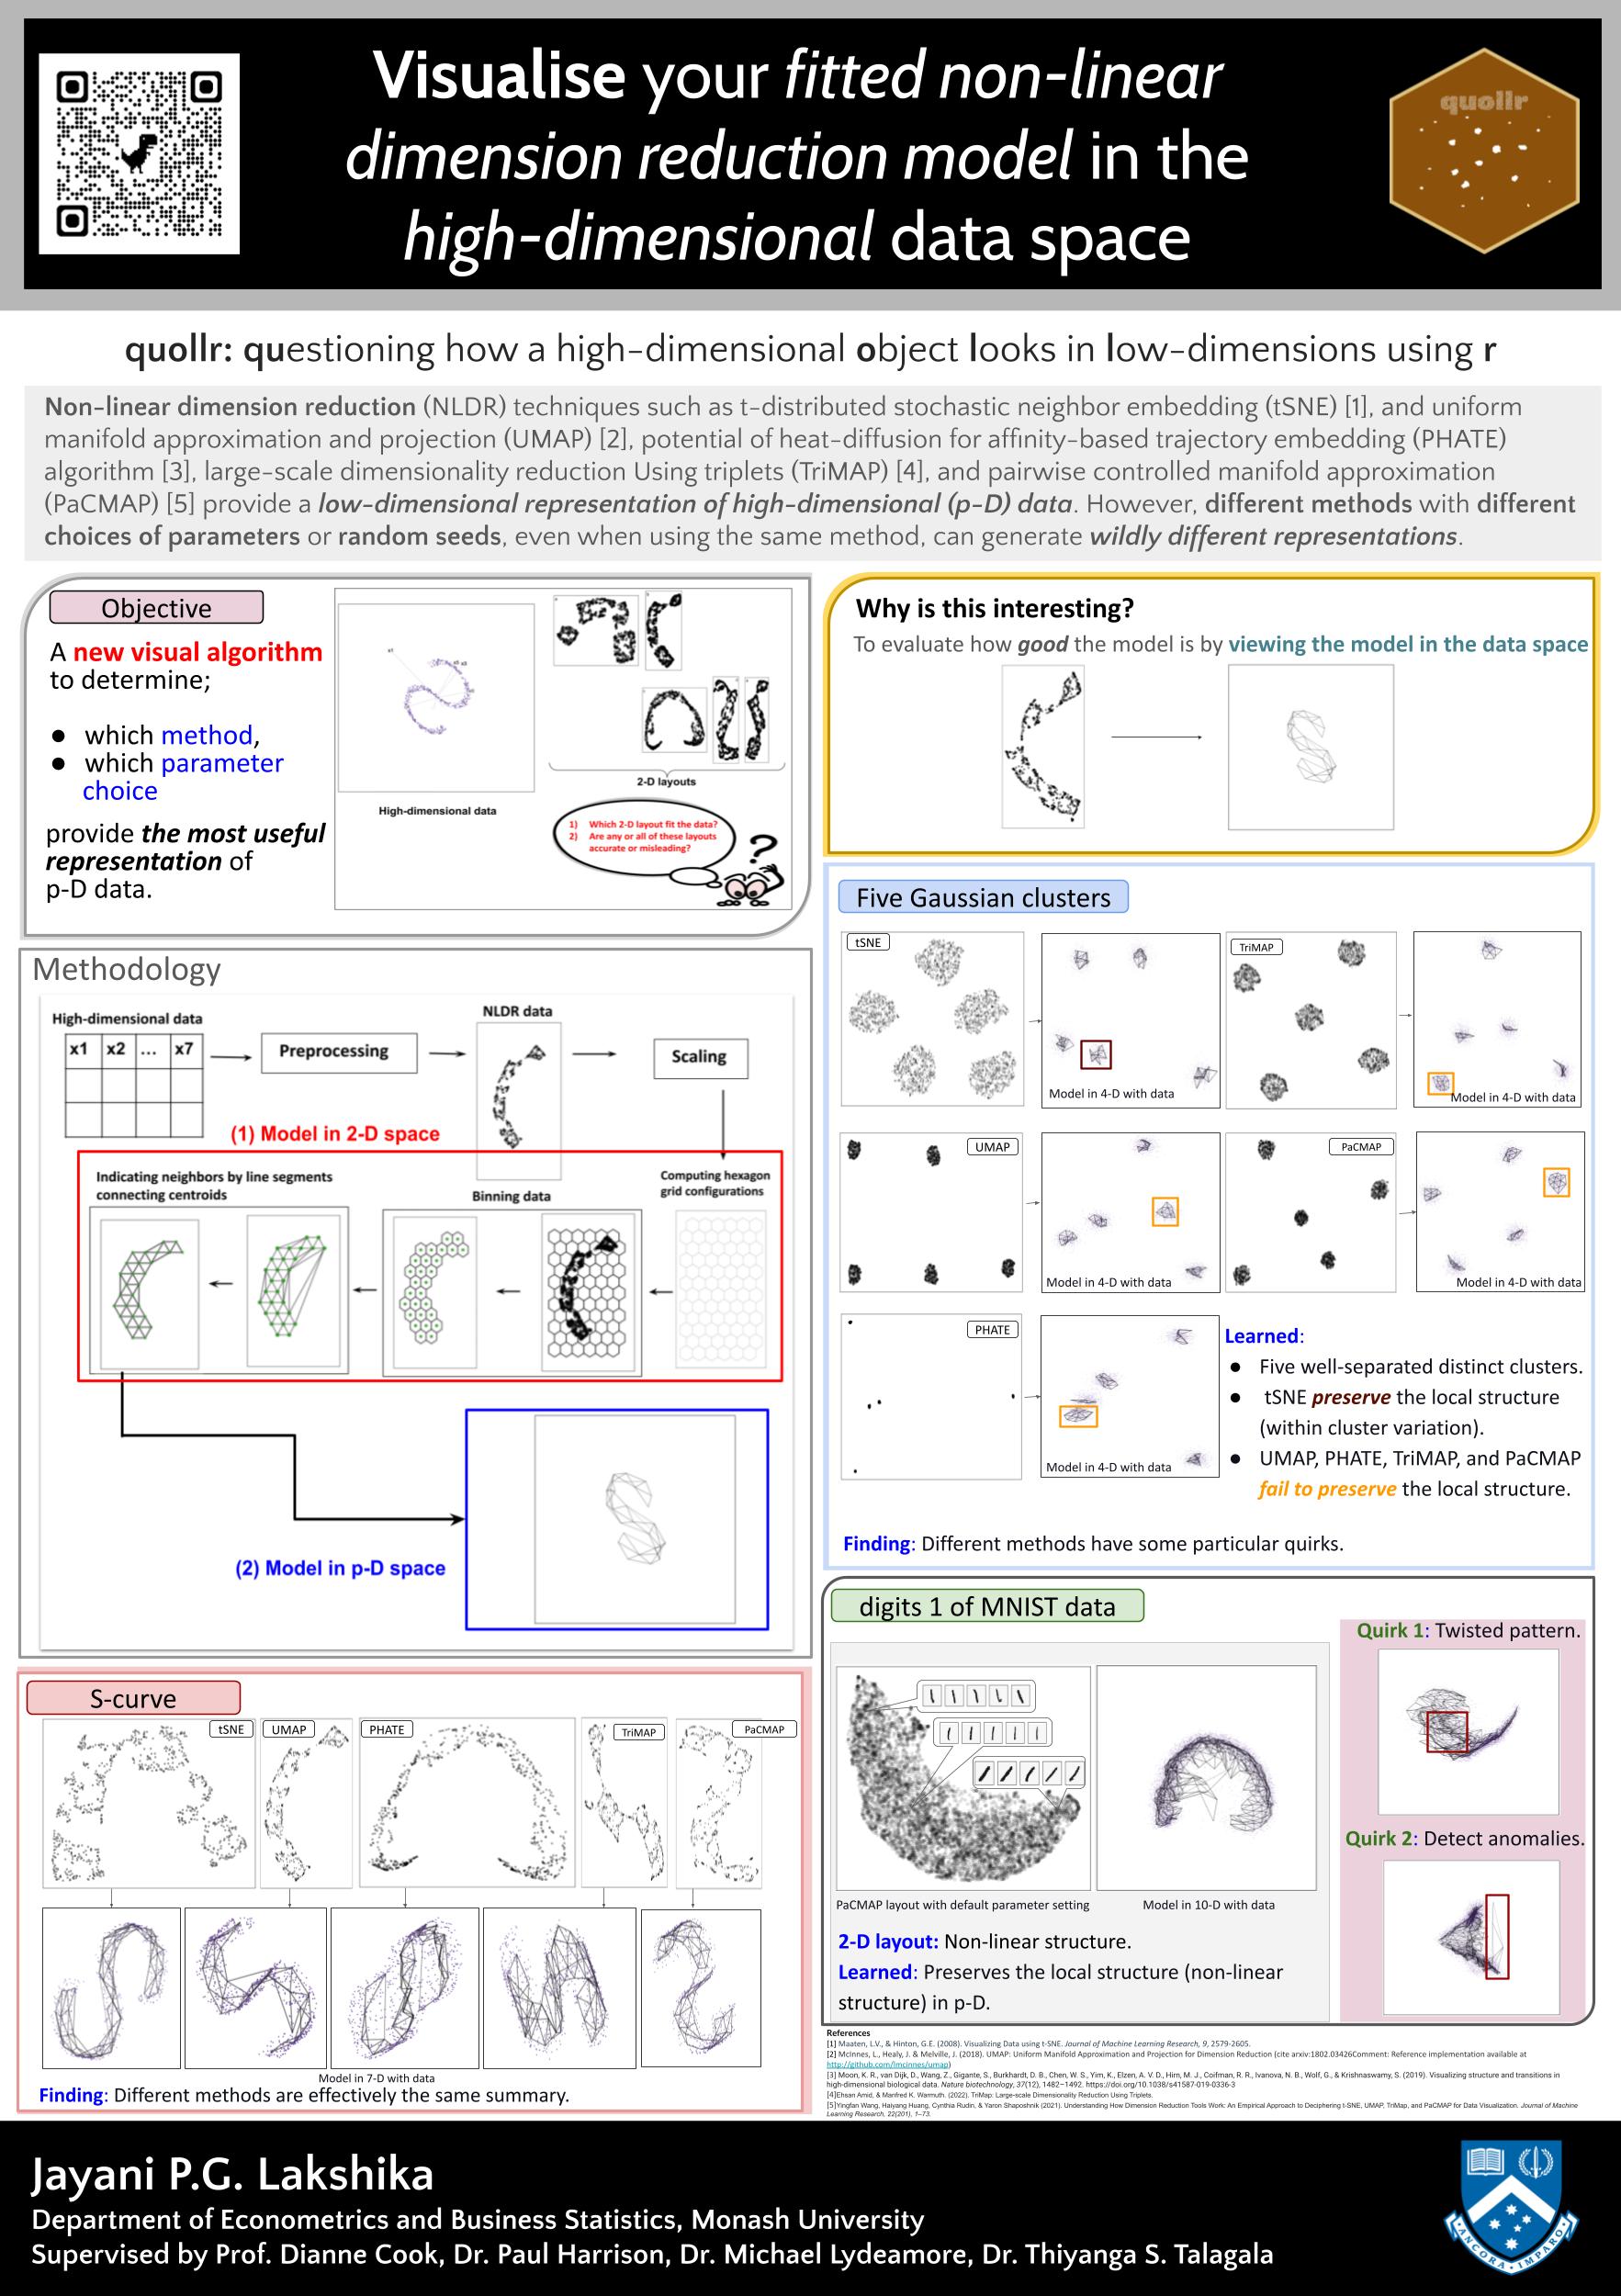 Visualise your fitted non-linear
dimension reduction model in the
high-dimensional data space
quollr
quollr: questioning how a high-dimensional object looks in low-dimensions using r
Non-linear dimension reduction (NLDR) techniques such as t-distributed stochastic neighbor embedding (tSNE) [1], and uniform
manifold approximation and projection (UMAP) [2], potential of heat-diffusion for affinity-based trajectory embedding (PHATE)
algorithm [3], large-scale dimensionality reduction Using triplets (TriMAP) [4], and pairwise controlled manifold approximation
(PaCMAP) [5] provide a low-dimensional representation of high-dimensional (p-D) data. However, different methods with different
choices of parameters or random seeds, even when using the same method, can generate wildly different representations.
Objective
A new visual algorithm
to determine;
● which method,
● which parameter
choice
provide the most useful
representation of
p-D data.
High-dimensional data
2-D layouts
1) Which 2-D layout fit the data?
2) Are any or all of these layouts
accurate or misleading?
?
Why is this interesting?
To evaluate how good the model is by viewing the model in the data space
Methodology
High-dimensional data
x1 x2 ... x7
Preprocessing
NLDR data
Scaling
(1) Model in 2-D space
Indicating neighbors by line segments
connecting centroids
Binning data
Computing hexagon
grid configurations
(2) Model in p-D space
Five Gaussian clusters
tSNE
Model in 4-D with data
TriMAP
Model in 4-D with data
UMAP
Model in 4-D with data
PaCMAP
Model in 4-D with data
PHATE
Model in 4-D with data
Learned:
● Five well-separated distinct clusters.
● tSNE preserve the local structure
(within cluster variation).
● UMAP, PHATE, TriMAP, and PaCMAP
fail to preserve the local structure.
Finding: Different methods have some particular quirks.
S-curve
tSNE
UMAP
PHATE
TriMAP
PaCMAP
Model in 7-D with data
Finding: Different methods are effectively the same summary.
digits 1 of MNIST data
PaCMAP layout with default parameter setting
Model in 10-D with data
2-D layout: Non-linear structure.
Learned: Preserves the local structure (non-linear
structure) in p-D.
Quirk 1: Twisted pattern.
Quirk 2: Detect anomalies.
References
[1] Maaten, L.V., & Hinton, G.E. (2008). Visualizing Data using t-SNE. Journal of Machine Learning Research, 9, 2579-2605.
[2] McInnes, L., Healy, J. & Melville, J. (2018). UMAP: Uniform Manifold Approximation and Projection for Dimension Reduction (cite arxiv:1802.03426Comment: Reference implementation available at
http://github.com/lmcinnes/umap)
[3] Moon, K. R., van Dijk, D., Wang, Z., Gigante, S., Burkhardt, D. B., Chen, W. S., Yim, K., Elzen, A. V. D., Hirn, M. J., Coifman, R. R., Ivanova, N. B., Wolf, G., & Krishnaswamy, S. (2019). Visualizing structure and transitions in
high-dimensional biological data. Nature biotechnology, 37(12), 1482–1492. https://doi.org/10.1038/s41587-019-0336-3
[4]Ehsan Amid, & Manfred K. Warmuth. (2022). TriMap: Large-scale Dimensionality Reduction Using Triplets.
[5]Yingfan Wang, Haiyang Huang, Cynthia Rudin, & Yaron Shaposhnik (2021). Understanding How Dimension Reduction Tools Work: An Empirical Approach to Deciphering t-SNE, UMAP, TriMap, and PaCMAP for Data Visualization. Journal of Machine
Learning Research, 22(201), 1–73.
Jayani P.G. Lakshika
Department of Econometrics and Business Statistics, Monash University
Supervised by Prof. Dianne Cook, Dr. Paul Harrison, Dr. Michael Lydeamore, Dr. Thiyanga S. Talagala
ANCORA IMPARO